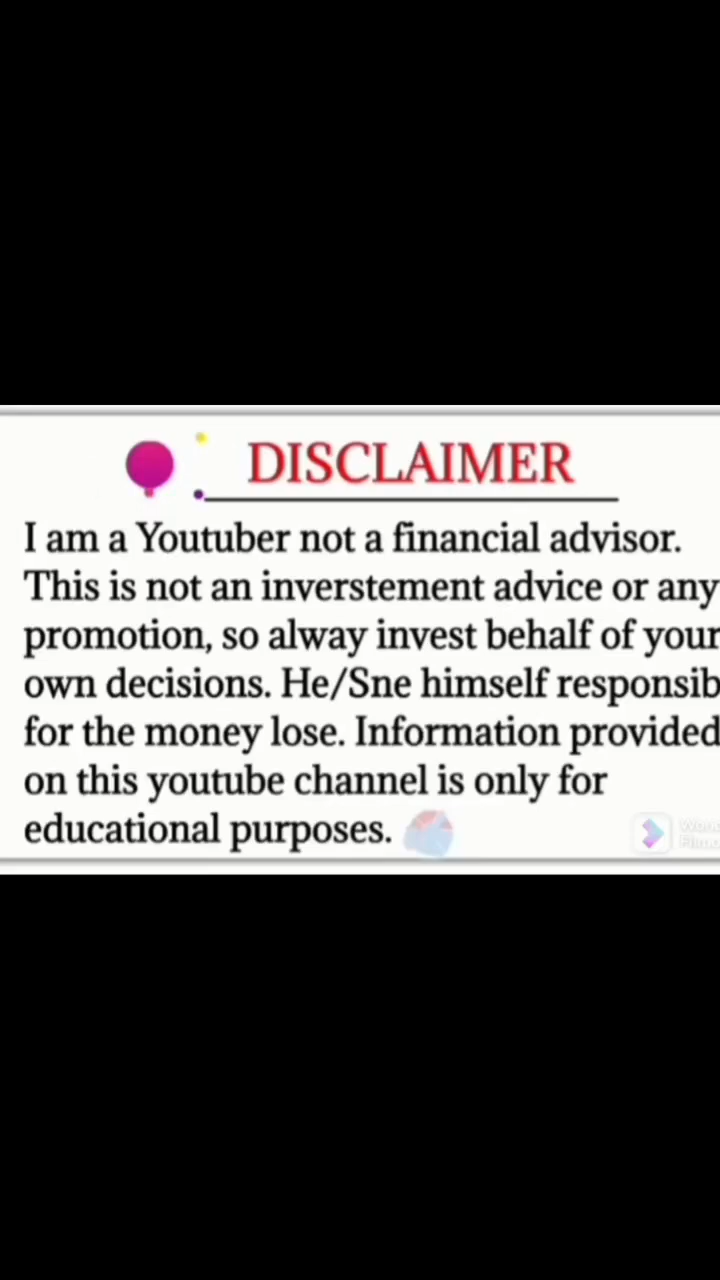 DISCLAIMER
I am a Youtuber not a financial advisor.
This is not an inverstement advice or any
promotion, so alway invest behalf of your
own decisions. He/Sne himself responsib
for the money lose. Information provided
on this youtube channel is only for
educational purposes.